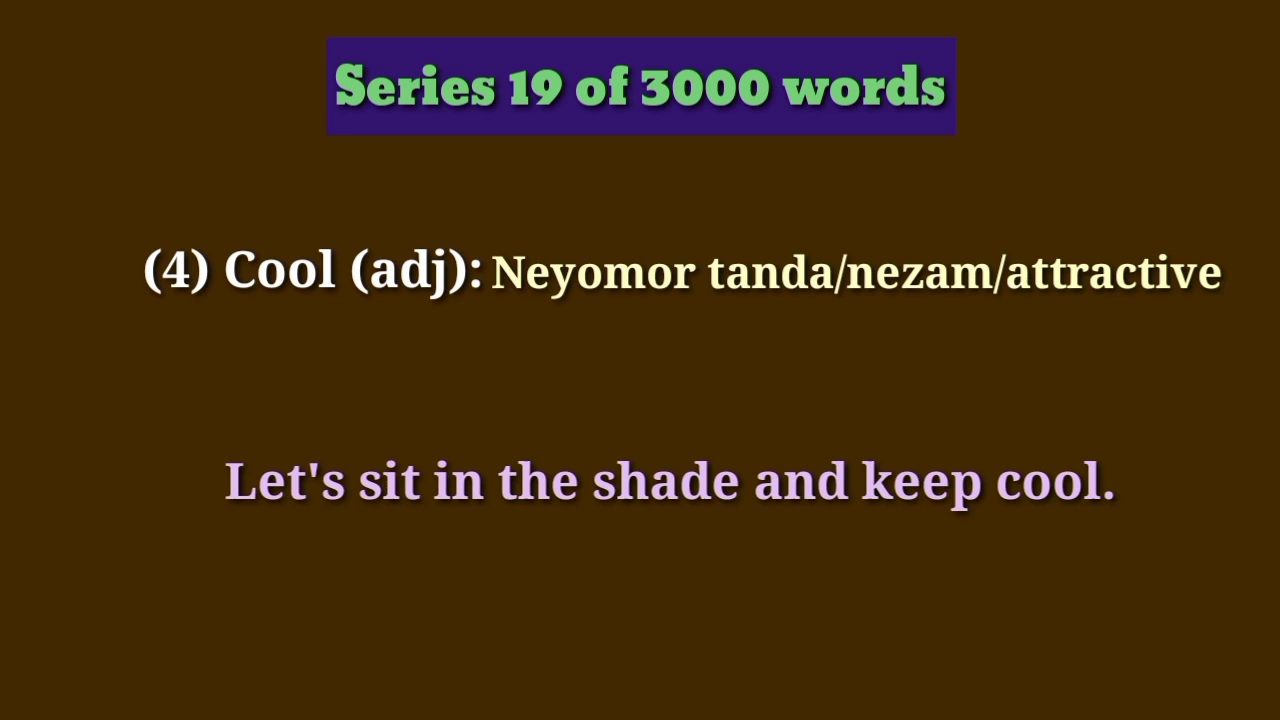 Series 19 of 3000 words
(4) Cool (adj): Neyomor tanda/nezam/attractive
Let's sit in the shade and keep cool.